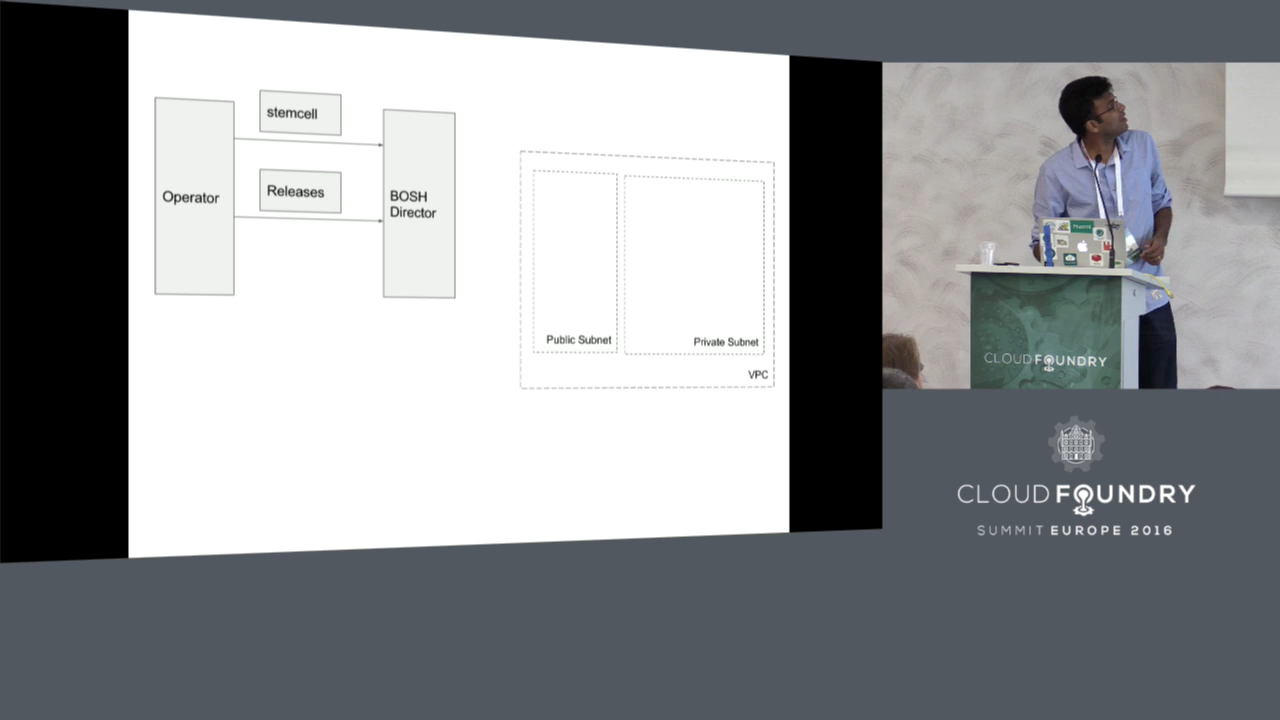 stemcell
Operator
Releases
BOSH
Director
Public Subnet
Private Subnet
VPC
CLOUD FOUNDRY
CLOUD FOUNDRY
SUMMIT EUROPE 2016